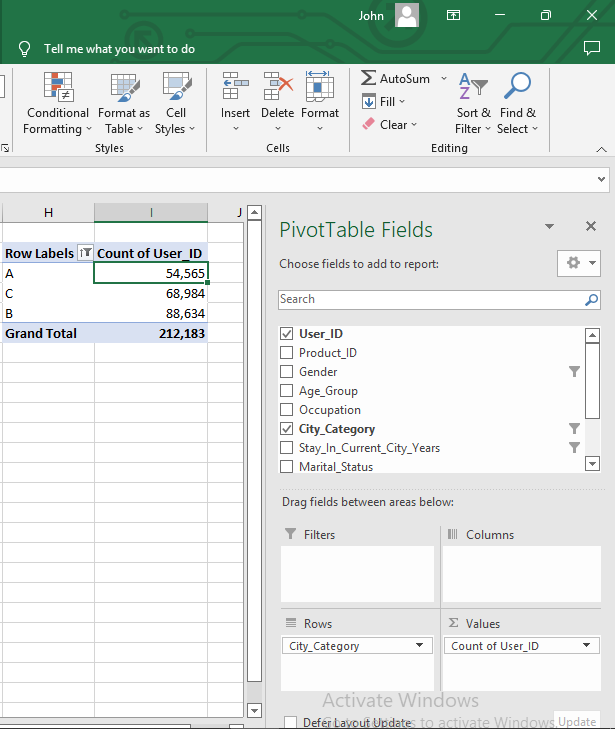 John
Tell me what you want to do
Conditional Formatting
Format as Table
Cell Styles
Insert
Delete
Format
AutoSum
Fill
Clear
Sort & Filter
Find & Select
Styles
Cells
Editing
H I J
Row Labels Count of User_ID
A 54,565
C 68,984
B 88,634
Grand Total 212,183
PivotTable Fields
Choose fields to add to report:
Search
User_ID
Product_ID
Gender
Age_Group
Occupation
City_Category
Stay_In_Current_City_Years
Marital_Status
Drag fields between areas below:
Filters
Columns
Rows
Values
City_Category
Count of User_ID
Activate Windows
Go to Settings to activate Windows.
Defer Layout Update
Update